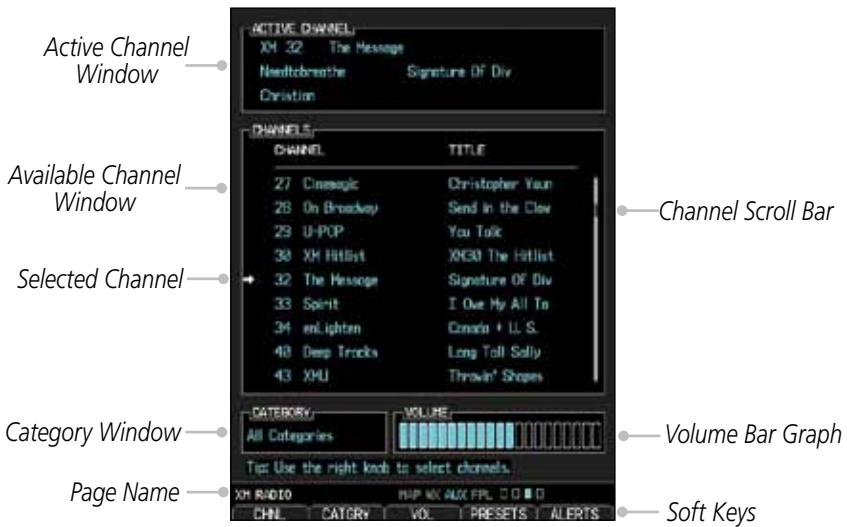 Active Channel
Window
Available Channel
Window
Selected Channel
Category Window
Page Name
ACTIVE CHANNEL
XM 32 The Message
Needtobreathe Signature Of Div
Christian
CHANNELS
CHANNEL TITLE
27 Cinemagic Christopher Youn
28 On Broadway Send in the Clow
29 U-POP You Talk
30 XM Hitlist XM30 The Hitlist
32 The Message Signature Of Div
33 Spirit I Owe My All To
34 enLighten Canada + U. S.
40 Deep Tracks Long Tall Sally
43 XMU Throwin' Shapes
CATEGORY
All Categories
VOLUME
Tip: Use the right knob to select channels.
XM RADIO MAP WX AUX FPL
CHNL CATGRY VOL PRESETS ALERTS
Channel Scroll Bar
Volume Bar Graph
Soft Keys